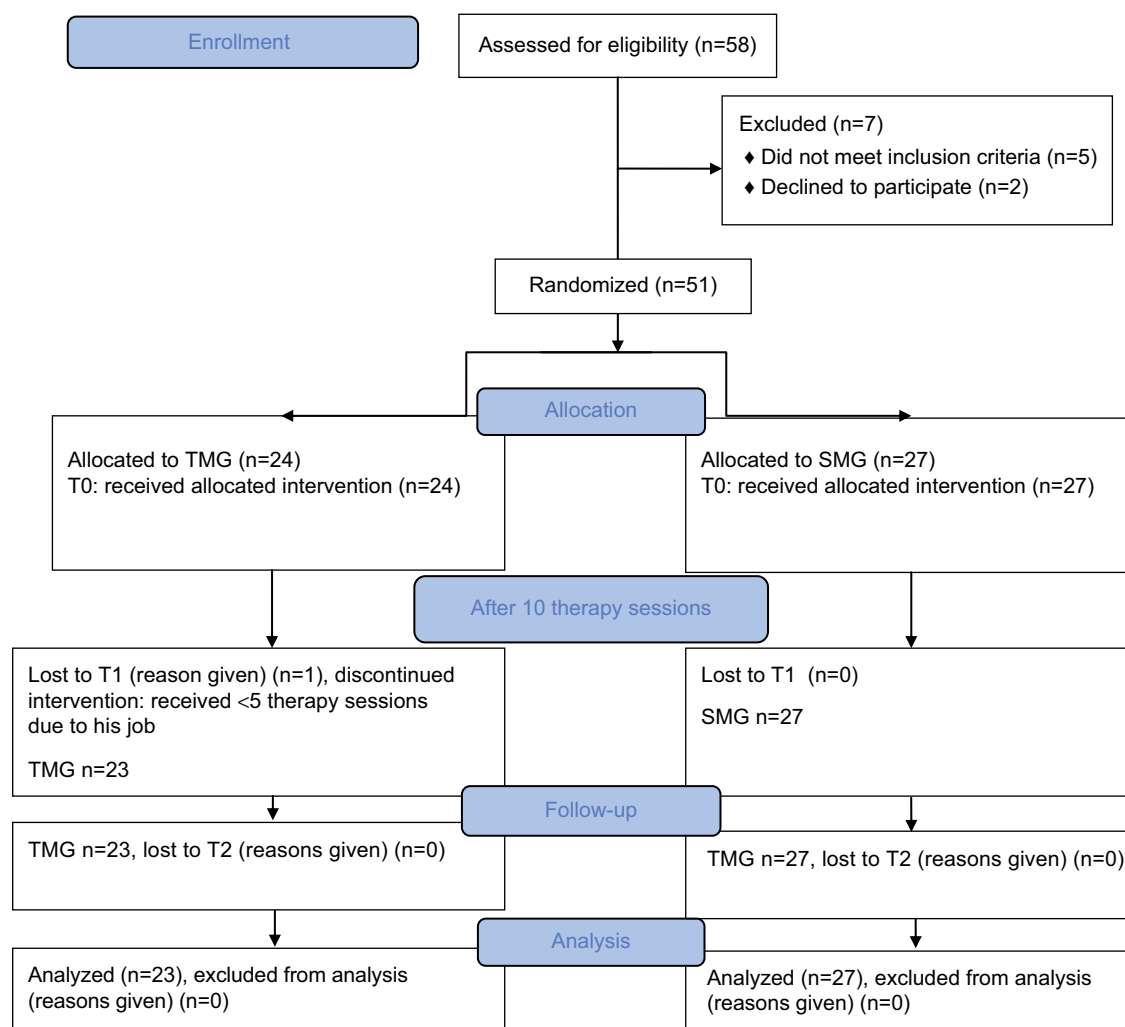 Enrollment
Assessed for eligibility (n=58)
Excluded (n=7)
♦ Did not meet inclusion criteria (n=5)
♦ Declined to participate (n=2)
Randomized (n=51)
Allocation
Allocated to TMG (n=24)
T0: received allocated intervention (n=24)
Allocated to SMG (n=27)
T0: received allocated intervention (n=27)
After 10 therapy sessions
Lost to T1 (reason given) (n=1), discontinued
intervention: received <5 therapy sessions
due to his job
TMG n=23
Lost to T1 (n=0)
SMG n=27
Follow-up
TMG n=23, lost to T2 (reasons given) (n=0)
TMG n=27, lost to T2 (reasons given) (n=0)
Analysis
Analyzed (n=23), excluded from analysis
(reasons given) (n=0)
Analyzed (n=27), excluded from analysis
(reasons given) (n=0)